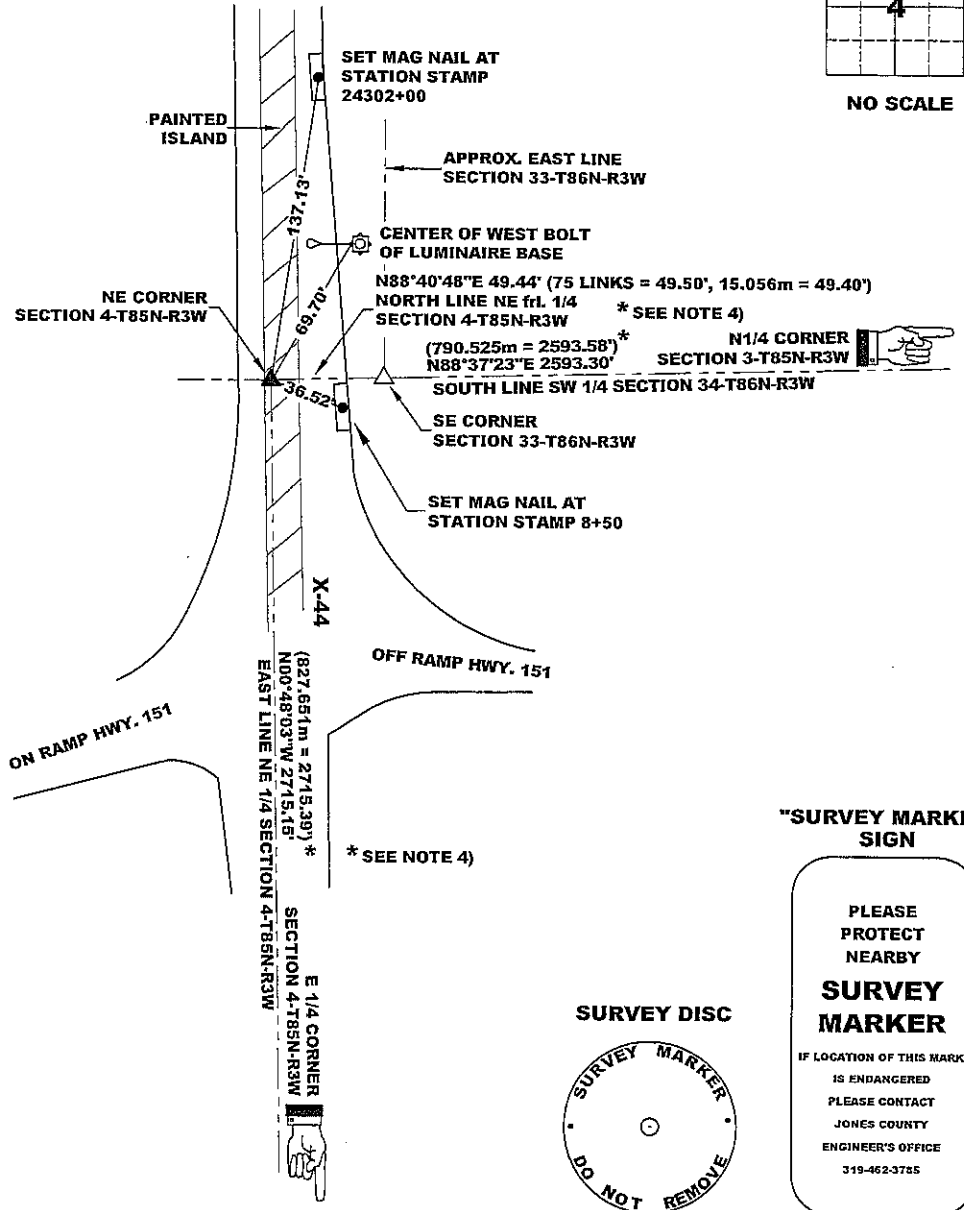 4
NO SCALE
SET MAG NAIL AT
STATION STAMP
24302+00
PAINTED
ISLAND
APPROX. EAST LINE
SECTION 33-T86N-R3W
137.13'
CENTER OF WEST BOLT
OF LUMINAIRE BASE
69.70'
N88°40'48"E 49.44' (75 LINKS = 49.50', 15.056m = 49.40')
NORTH LINE NE frl. 1/4
SECTION 4-T85N-R3W
* SEE NOTE 4)
NE CORNER
SECTION 4-T85N-R3W
(790.525m = 2593.58')*
N88°37'23"E 2593.30'
N1/4 CORNER
SECTION 3-T85N-R3W
36.52'
SOUTH LINE SW 1/4 SECTION 34-T86N-R3W
SE CORNER
SECTION 33-T86N-R3W
SET MAG NAIL AT
STATION STAMP 8+50
X-44
OFF RAMP HWY. 151
ON RAMP HWY. 151
(827.651m = 2715.39')*
N00°48'03"W 2715.15'
EAST LINE NE 1/4 SECTION 4-T85N-R3W
* SEE NOTE 4)
E 1/4 CORNER
SECTION 4-T85N-R3W
SURVEY DISC
SURVEY MARKER
DO NOT REMOVE
"SURVEY
SIGN
PLEASE
PROTECT
NEARBY
SURVEY
MARKER
IF LOCATION OF THIS
IS ENDANGERED
PLEASE CONTACT
JONES COUNTY
ENGINEER'S OFFICE
319-462-3785